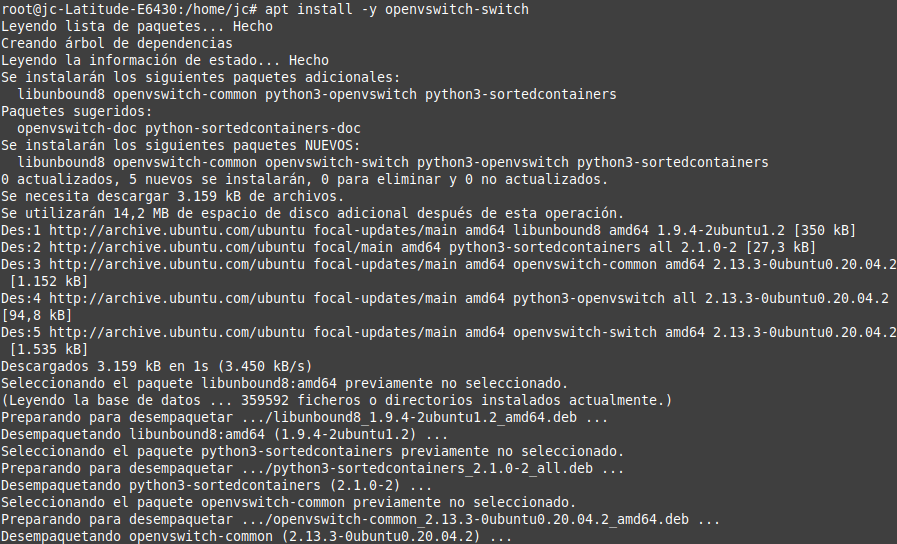 root@jc-Latitude-E6430:/home/jc# apt install -y openvswitch-switch
Leyendo lista de paquetes... Hecho
Creando árbol de dependencias
Leyendo la información de estado... Hecho
Se instalarán los siguientes paquetes adicionales:
  libunbound8 openvswitch-common python3-openvswitch python3-sortedcontainers
Paquetes sugeridos:
  openvswitch-doc python-sortedcontainers-doc
Se instalarán los siguientes paquetes NUEVOS:
  libunbound8 openvswitch-common openvswitch-switch python3-openvswitch python3-sortedcontainers
0 actualizados, 5 nuevos se instalarán, 0 para eliminar y 0 no actualizados.
Se necesita descargar 3.159 kB de archivos.
Se utilizarán 14,2 MB de espacio de disco adicional después de esta operación.
Des:1 http://archive.ubuntu.com/ubuntu focal-updates/main amd64 libunbound8 amd64 1.9.4-2ubuntu1.2 [350 kB]
Des:2 http://archive.ubuntu.com/ubuntu focal/main amd64 python3-sortedcontainers all 2.1.0-2 [27,3 kB]
Des:3 http://archive.ubuntu.com/ubuntu focal-updates/main amd64 openvswitch-common amd64 2.13.3-0ubuntu0.20.04.2
 [1.152 kB]
Des:4 http://archive.ubuntu.com/ubuntu focal-updates/main amd64 python3-openvswitch all 2.13.3-0ubuntu0.20.04.2
[94,8 kB]
Des:5 http://archive.ubuntu.com/ubuntu focal-updates/main amd64 openvswitch-switch amd64 2.13.3-0ubuntu0.20.04.2
 [1.535 kB]
Descargados 3.159 kB en 1s (3.450 kB/s)
Seleccionando el paquete libunbound8:amd64 previamente no seleccionado.
(Leyendo la base de datos ... 359592 ficheros o directorios instalados actualmente.)
Preparando para desempaquetar .../libunbound8_1.9.4-2ubuntu1.2_amd64.deb ...
Desempaquetando libunbound8:amd64 (1.9.4-2ubuntu1.2) ...
Seleccionando el paquete python3-sortedcontainers previamente no seleccionado.
Preparando para desempaquetar .../python3-sortedcontainers_2.1.0-2_all.deb ...
Desempaquetando python3-sortedcontainers (2.1.0-2) ...
Seleccionando el paquete openvswitch-common previamente no seleccionado.
Preparando para desempaquetar .../openvswitch-common_2.13.3-0ubuntu0.20.04.2_amd64.deb ...
Desempaquetando openvswitch-common (2.13.3-0ubuntu0.20.04.2) ...